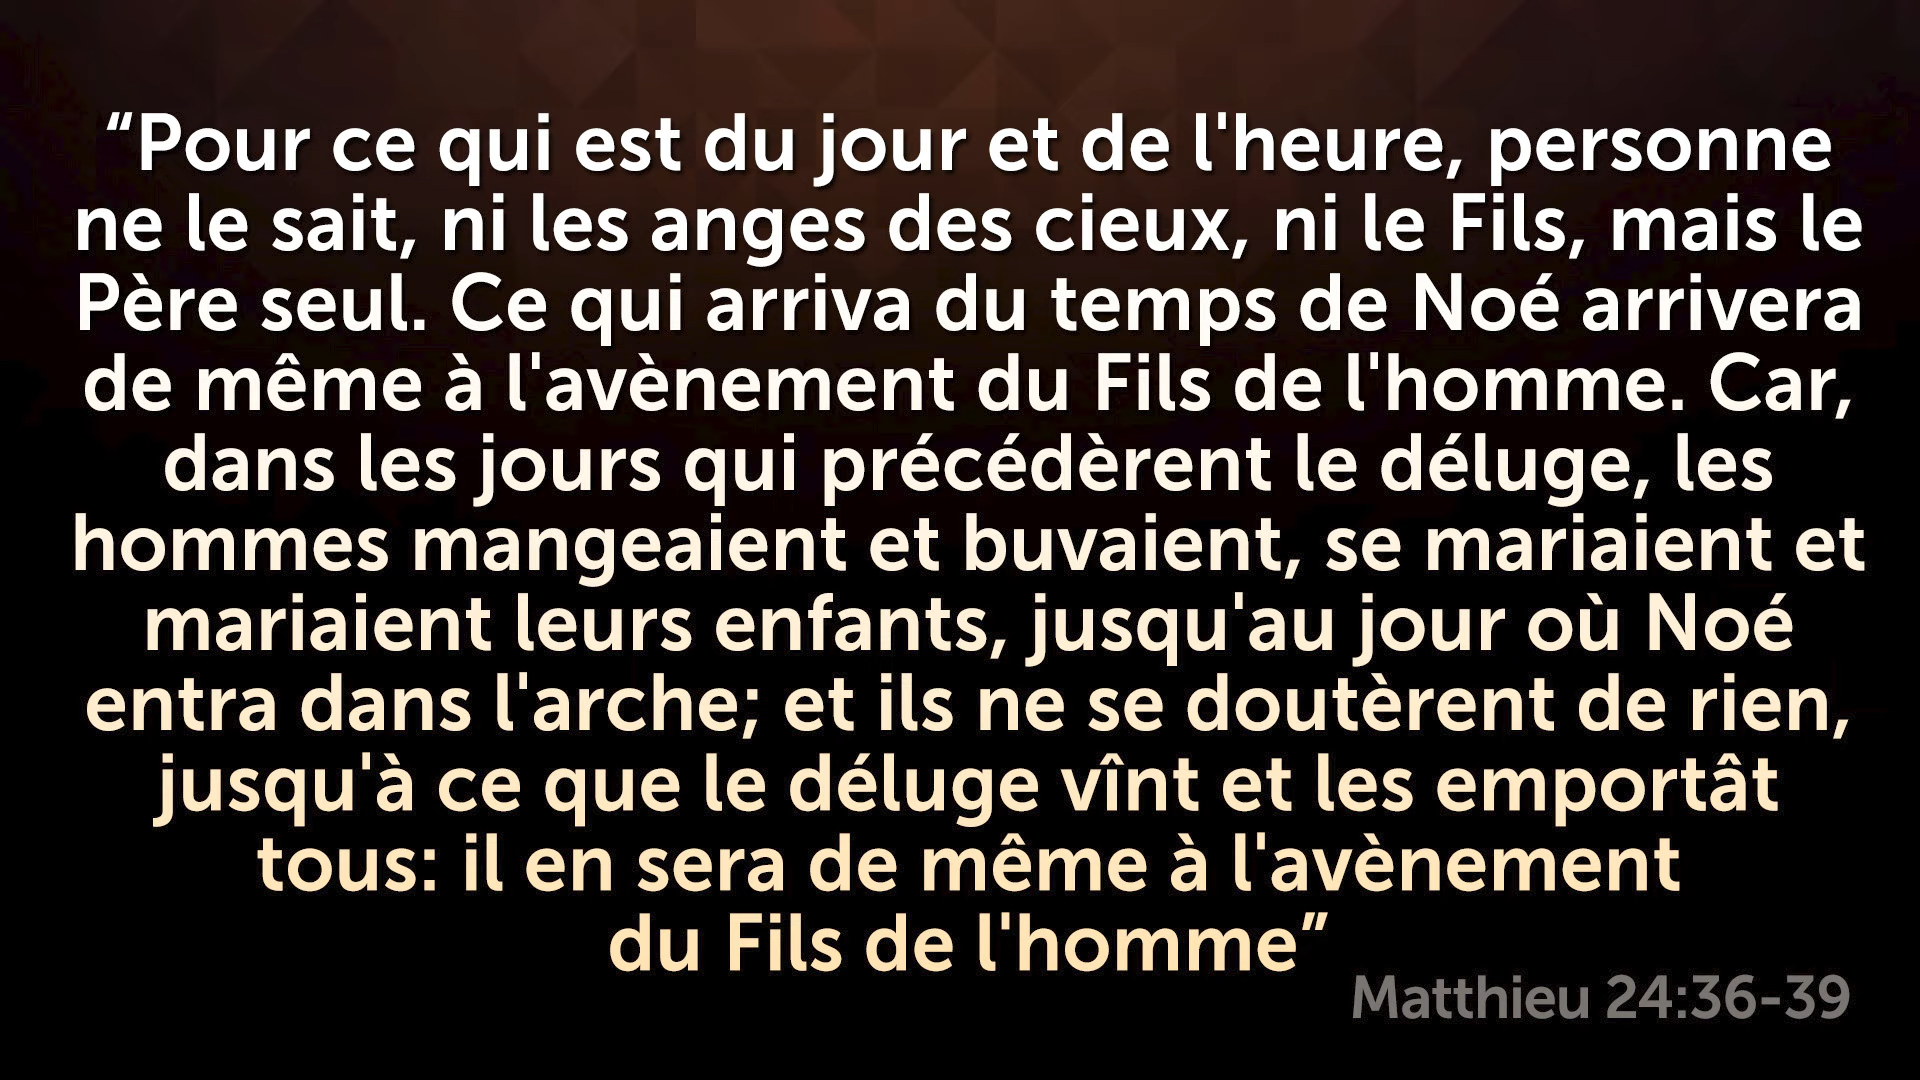 “Pour ce qui est du jour et de l'heure, personne
ne le sait, ni les anges des cieux, ni le Fils, mais le
Père seul. Ce qui arriva du temps de Noé arrivera
de même à l'avènement du Fils de l'homme. Car,
dans les jours qui précédèrent le déluge, les
hommes mangeaient et buvaient, se mariaient et
mariaient leurs enfants, jusqu'au jour où Noé
entra dans l'arche; et ils ne se doutèrent de rien,
jusqu'à ce que le déluge vînt et les emportât
tous: il en sera de même à l'avènement
du Fils de l'homme”
Matthieu 24:36-39